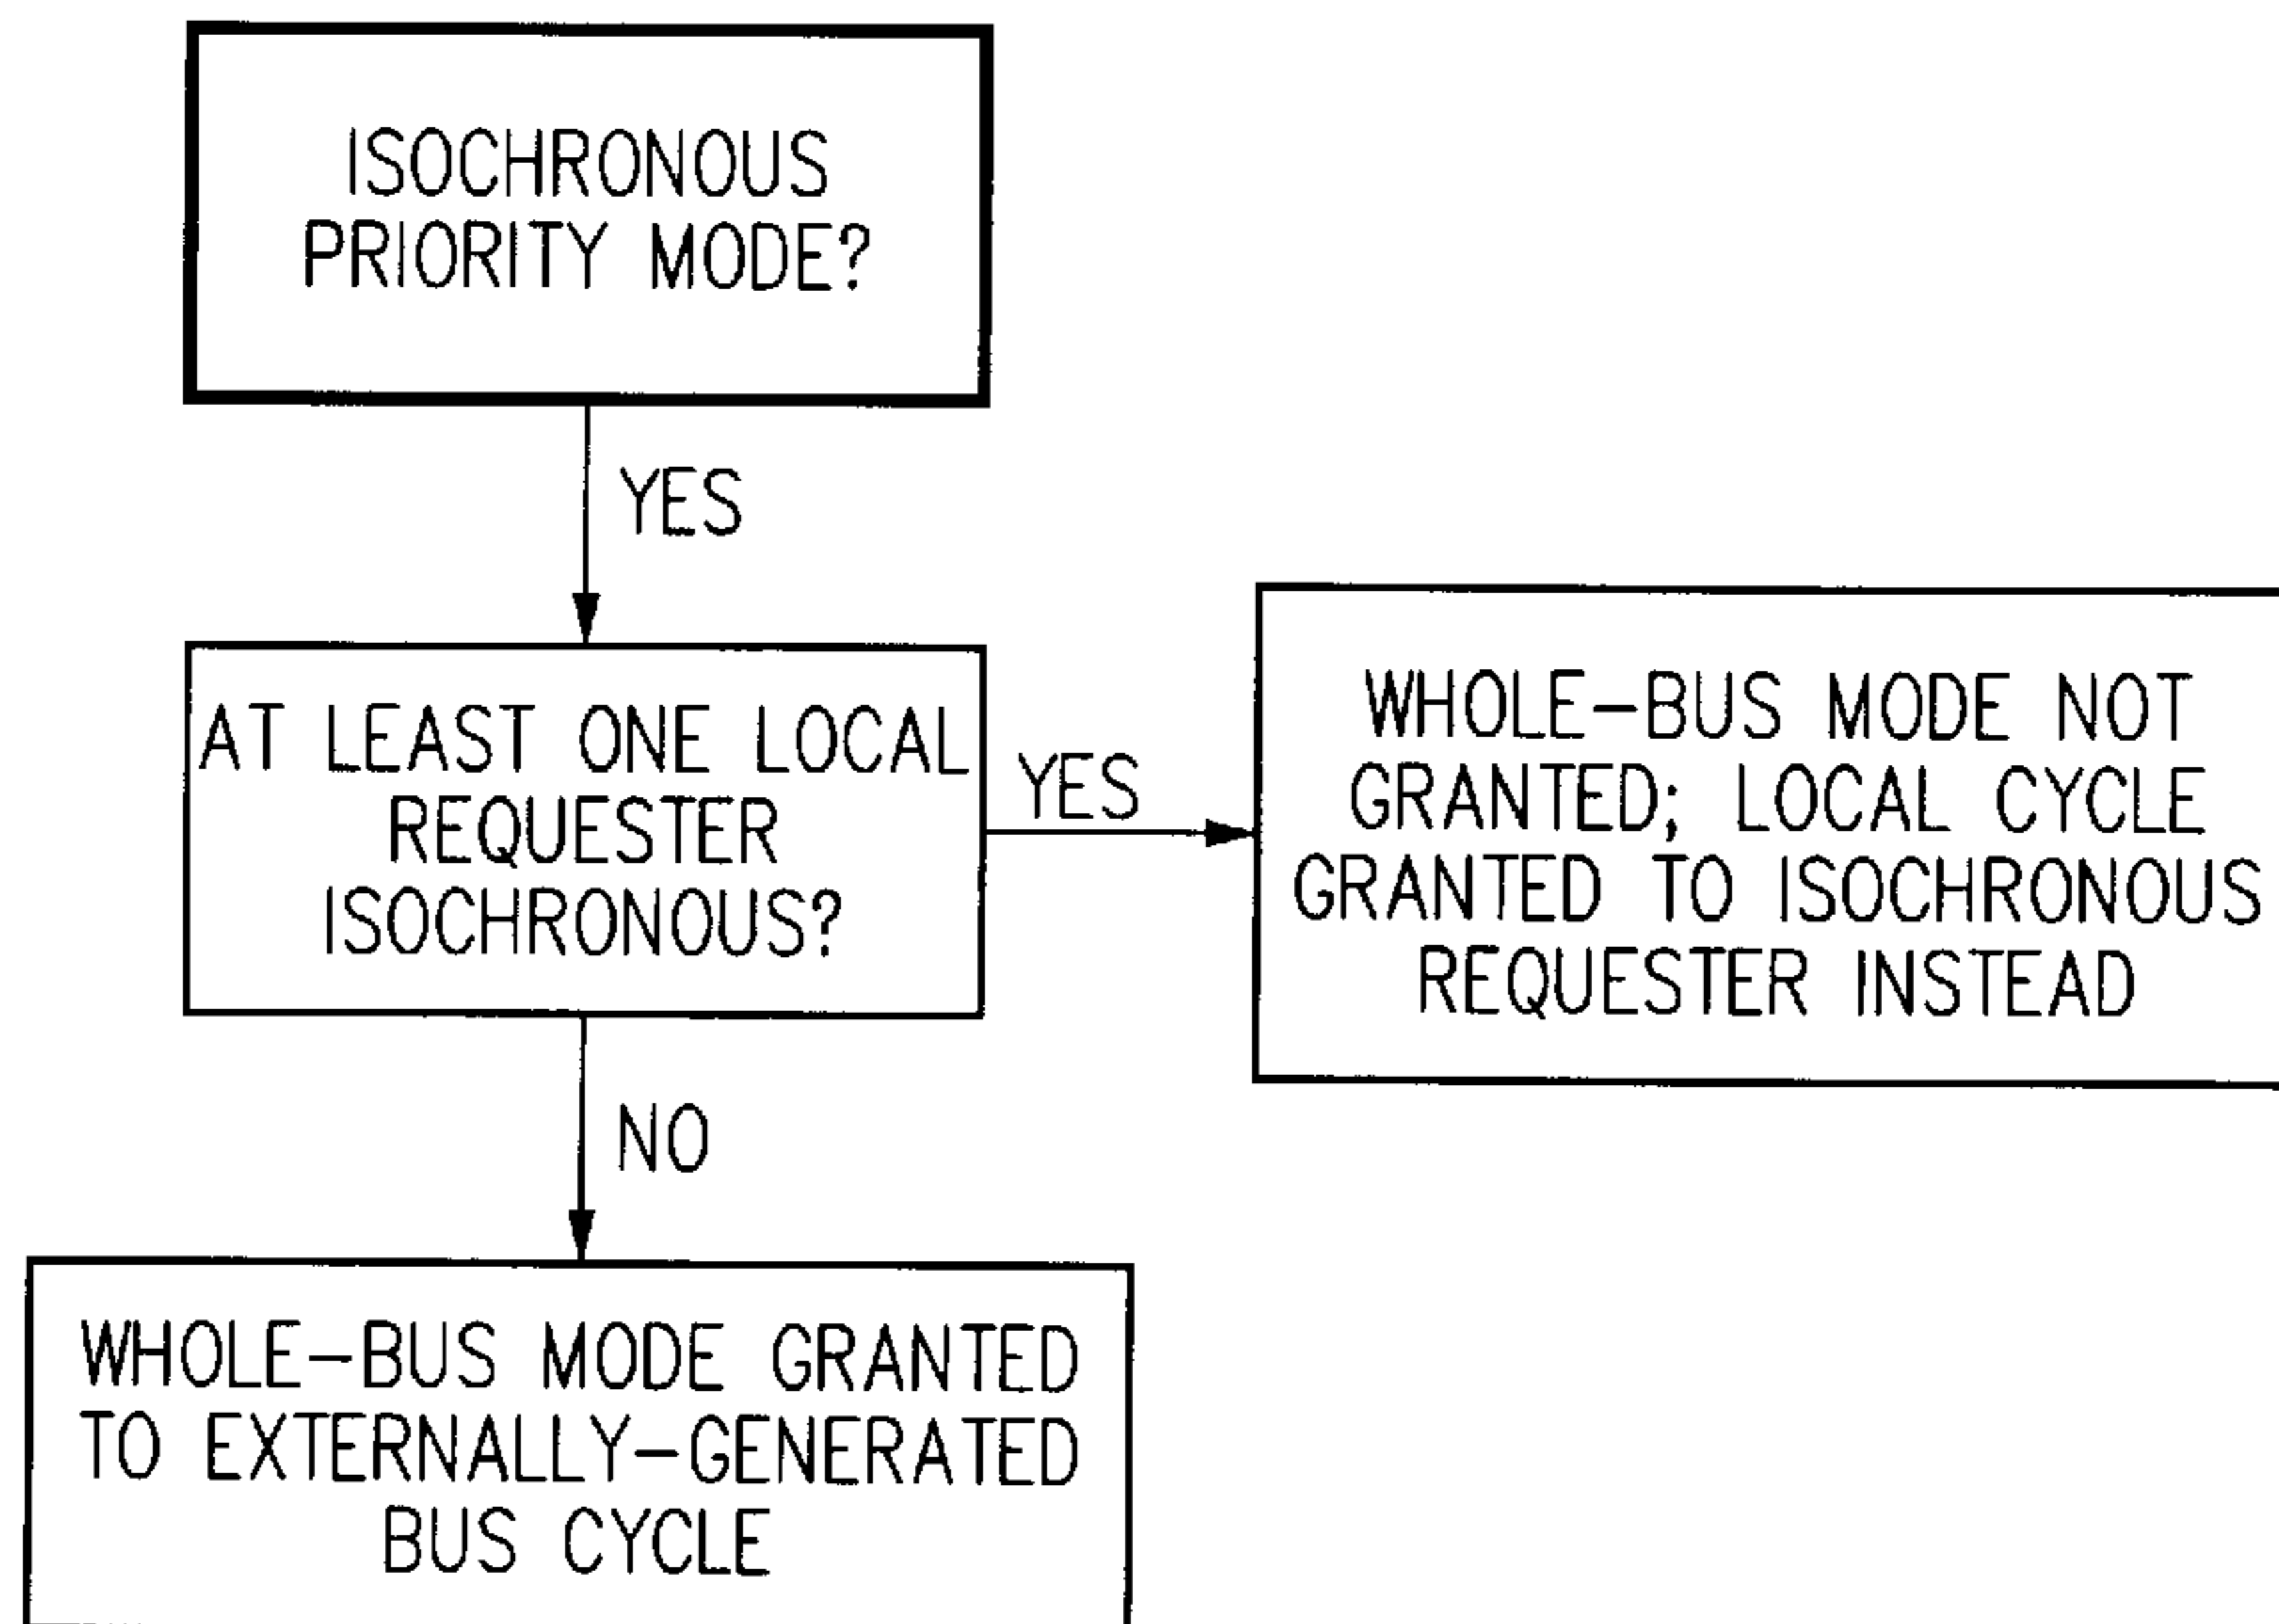 ISOCHRONOUS
PRIORITY MODE?
YES
AT LEAST ONE LOCAL
REQUESTER
ISOCHRONOUS?
YES
WHOLE-BUS MODE NOT
GRANTED; LOCAL CYCLE
GRANTED TO ISOCHRONOUS
REQUESTER INSTEAD
NO
WHOLE-BUS MODE GRANTED
TO EXTERNALLY-GENERATED
BUS CYCLE